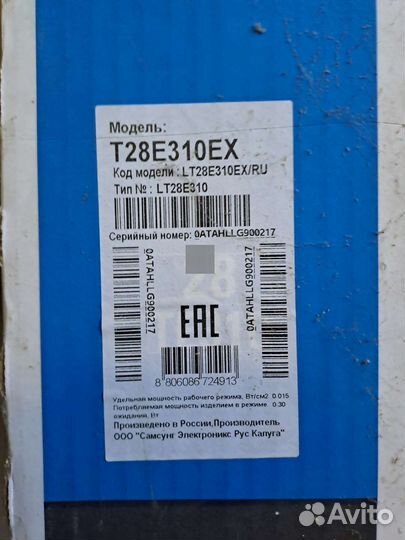 Модель:
T28E310EX
Код модели : LT28E310EX/RU
Тип № : LT28E310
Серийный номер: 0ATAHLLG900217
0ATAHLLG900217
0ATAHLLG900217
28
EAC
8 806086 724913
Удельная мощность рабочего режима, Вт/см2 0.015
Потребляемая мощность изделием в режиме 0.30
ожидания, Вт
Произведено в России,Производитель
ООО "Самсунг Электроникс Рус Калуга"
Avito